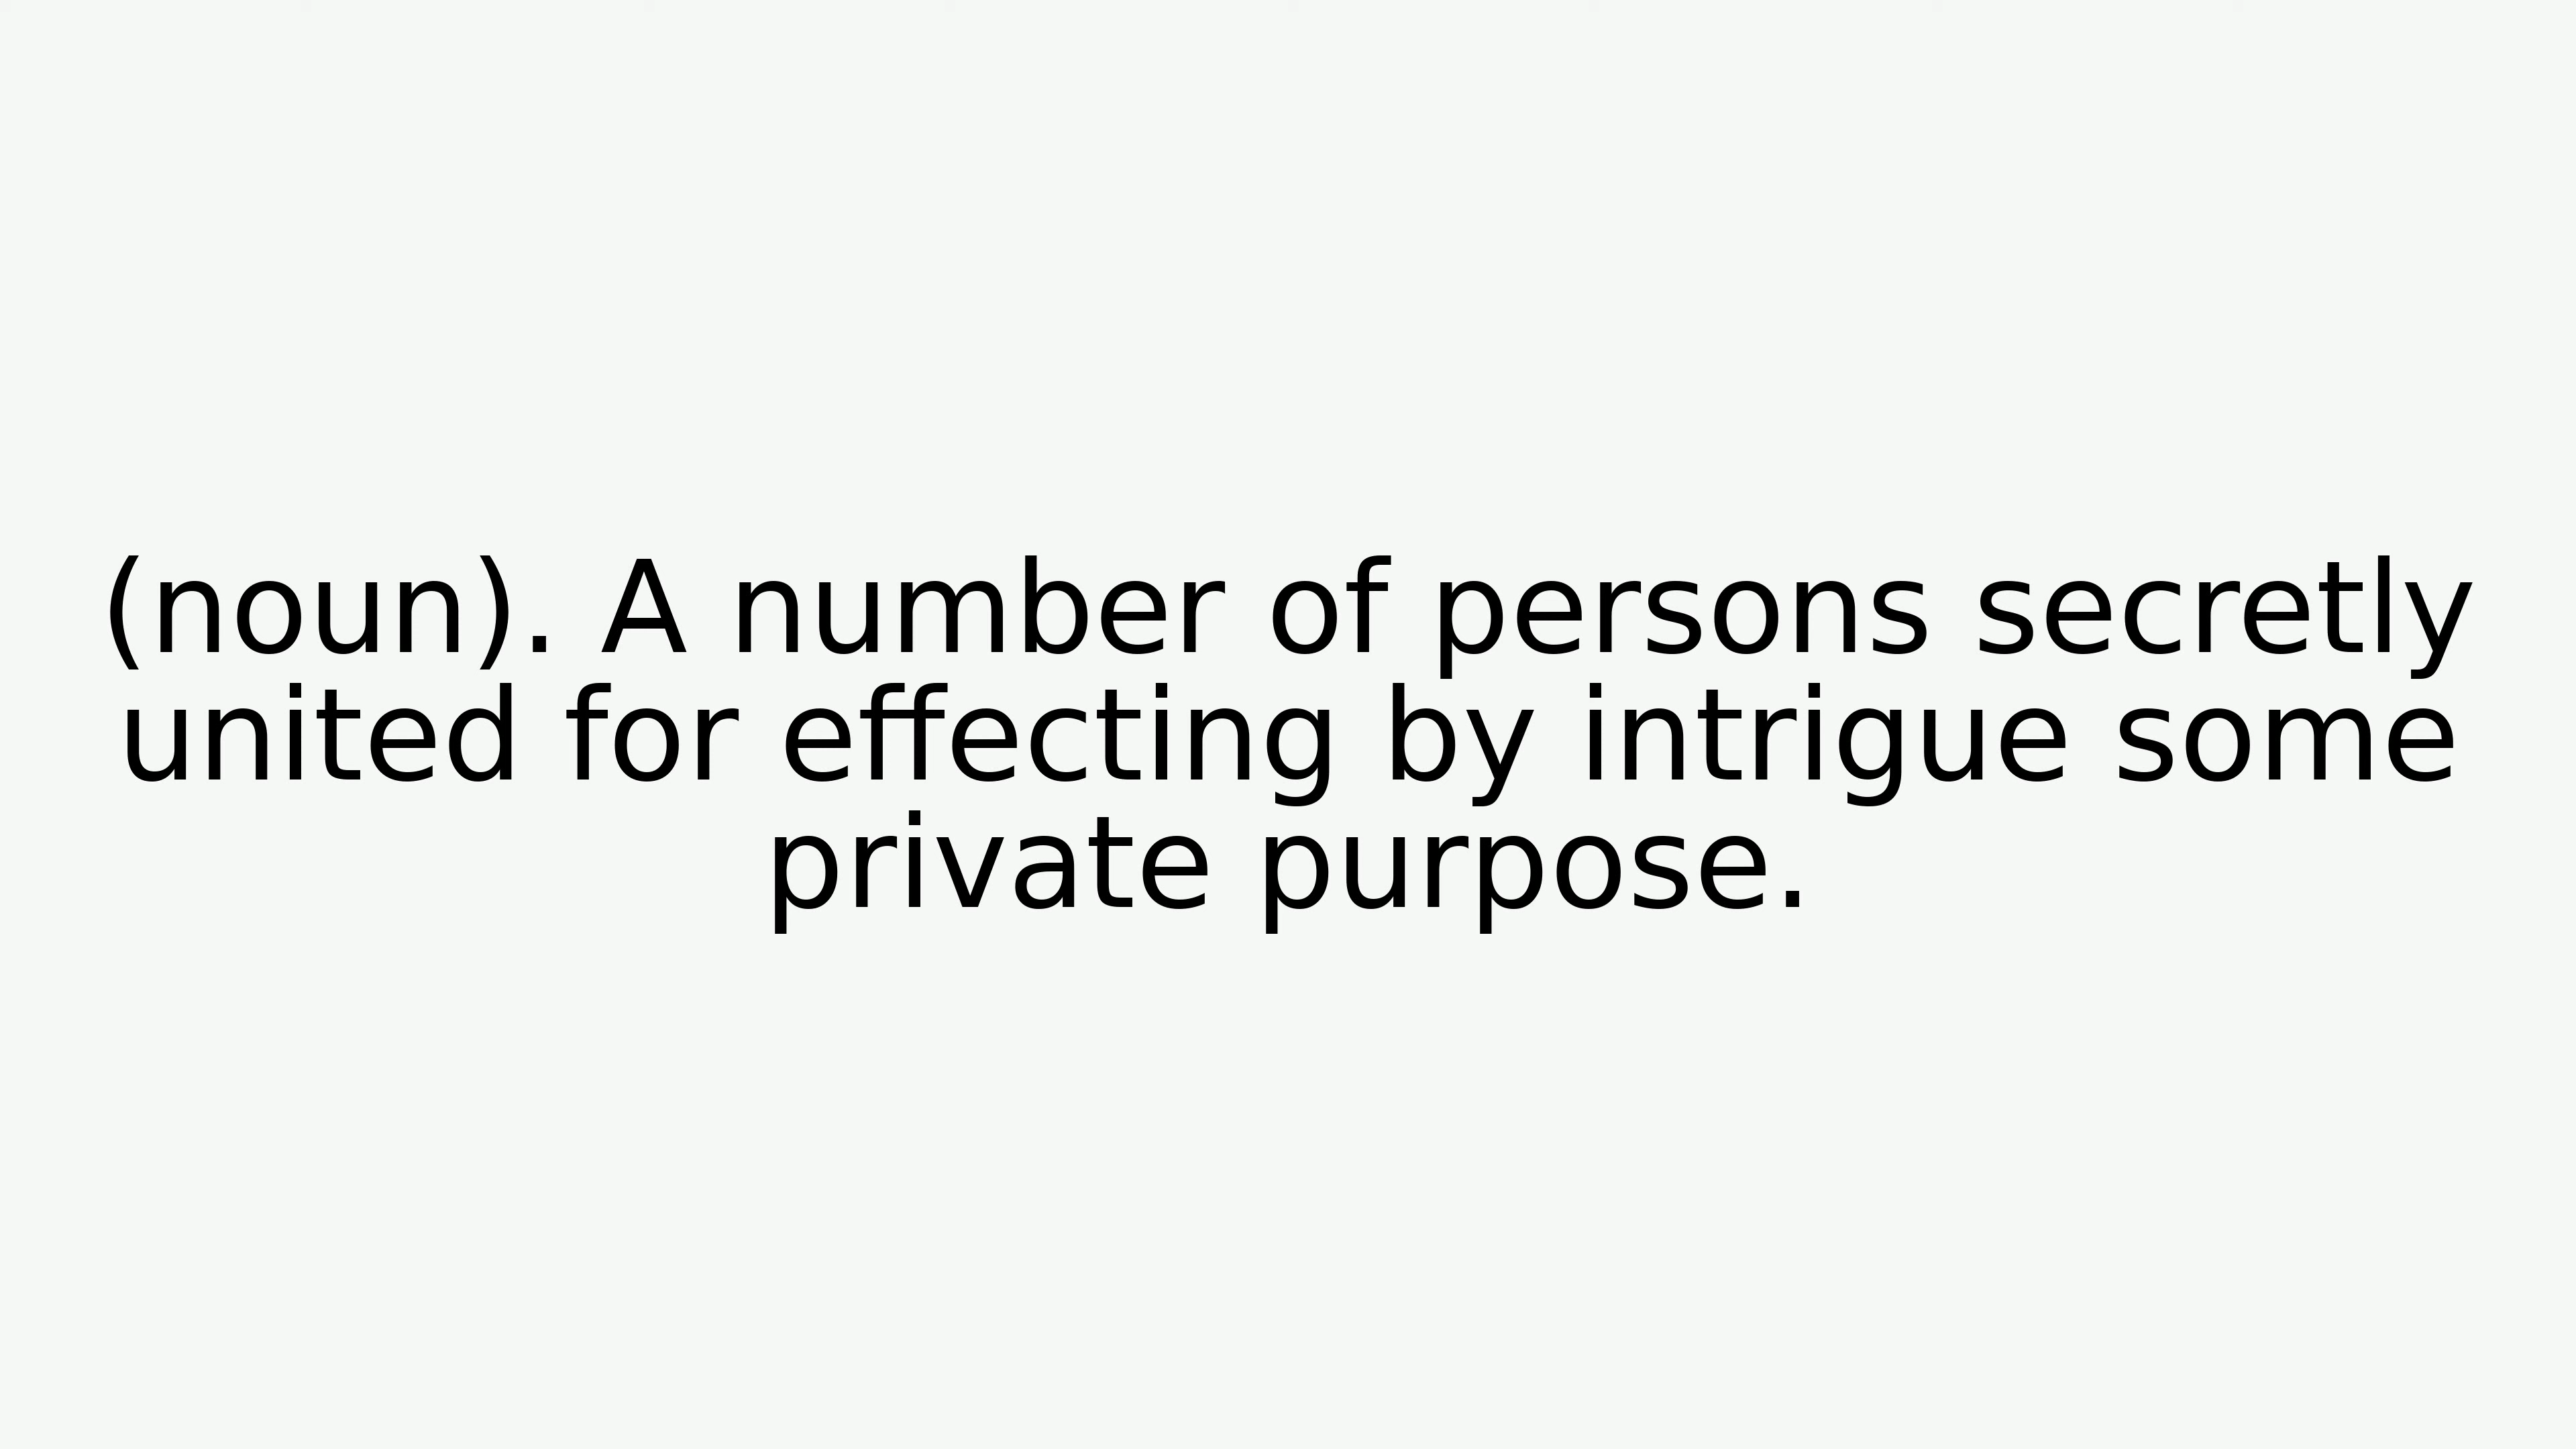 (noun). A number of persons secretly
united for effecting by intrigue some
private purpose.